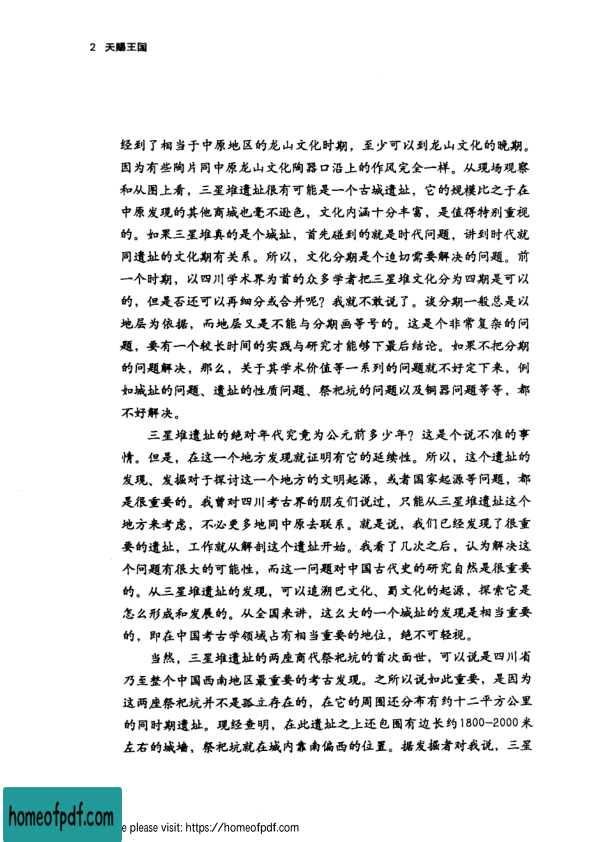 2 天赐王国
经到了相当于中原地区的龙山文化时期，至少可以到龙山文化的晚期。
因为有些陶片同中原龙山文化陶器口沿上的作风完全一样。从现场观察
和从图上看，三星堆遗址很有可能是一个古城遗址，它的规模比之于在
中原发现的其他商城也毫不逊色，文化内涵十分丰富，是值得特别重视
的。如果三星堆真的是个城址，首先碰到的就是时代问题，讲到时代就
同遗址的文化期有关系。所以，文化分期是个迫切需要解决的问题。前
一个时期，以四川学术界为首的众多学者把三星堆文化分为四期是可以
的，但是否还可以再细分或合并呢？我就不敢说了。该分期一般总是以
地层为依据，而地层又是不能与分期画等号的。这是个非常复杂的问
题，要有一个较长时间的实践与研究才能够下最后结论。如果不把分期
的问题解决，那么，关于其学术价值等一系列的问题就不好定下来，例
如城址的问题、遗址的性质问题、祭祀坑的问题以及铜器问题等等，都
不好解决。
三星堆遗址的绝对年代究竟为公元前多少年？这是个说不准的事
情。但是，在这一个地方发现就证明有它的延续性。所以，这个遗址的
发现、发掘对于探讨这一个地方的文明起源，或者国家起源等问题，都
是很重要的。我曾对四川考古界的朋友们说过，只能从三星堆遗址这个
地方来考虑，不必更多地同中原去联系。就是说，我们已经发现了很重
要的遗址，工作就从解剖这个遗址开始。我看了几次之后，认为解决这
个问题有很大的可能性，而这一问题对中国古代史的研究自然是很重要
的。从三星堆遗址的发现，可以追溯巴文化、蜀文化的起源，探索它是
怎么形成和发展的。从全国来讲，这么大的一个城址的发现是相当重要
的，即在中国考古学领域占有相当重要的地位，绝不可轻视。
当然，三星堆遗址的两座商代祭祀坑的首次面世，可以说是四川省
乃至整个中国西南地区最重要的考古发现。之所以说如此重要，是因为
这两座祭祀坑并不是孤立存在的，在它的周围还分布有约十二平方公里
的同时期遗址。现经查明，在此遗址之上还包围有边长约1800—2000米
左右的城墙，祭祀坑就在城内靠南偏西的位置。据发掘者对我说，三星
homeofpdf.com
e please visit: https://homeofpdf.com